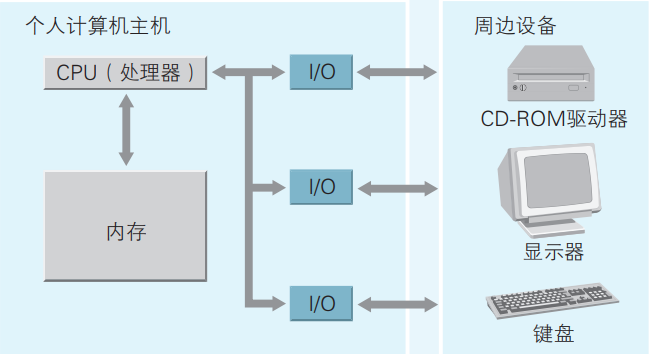 个人计算机主机
周边设备
CPU（处理器）
I/O
CD-ROM驱动器
内存
I/O
显示器
I/O
键盘